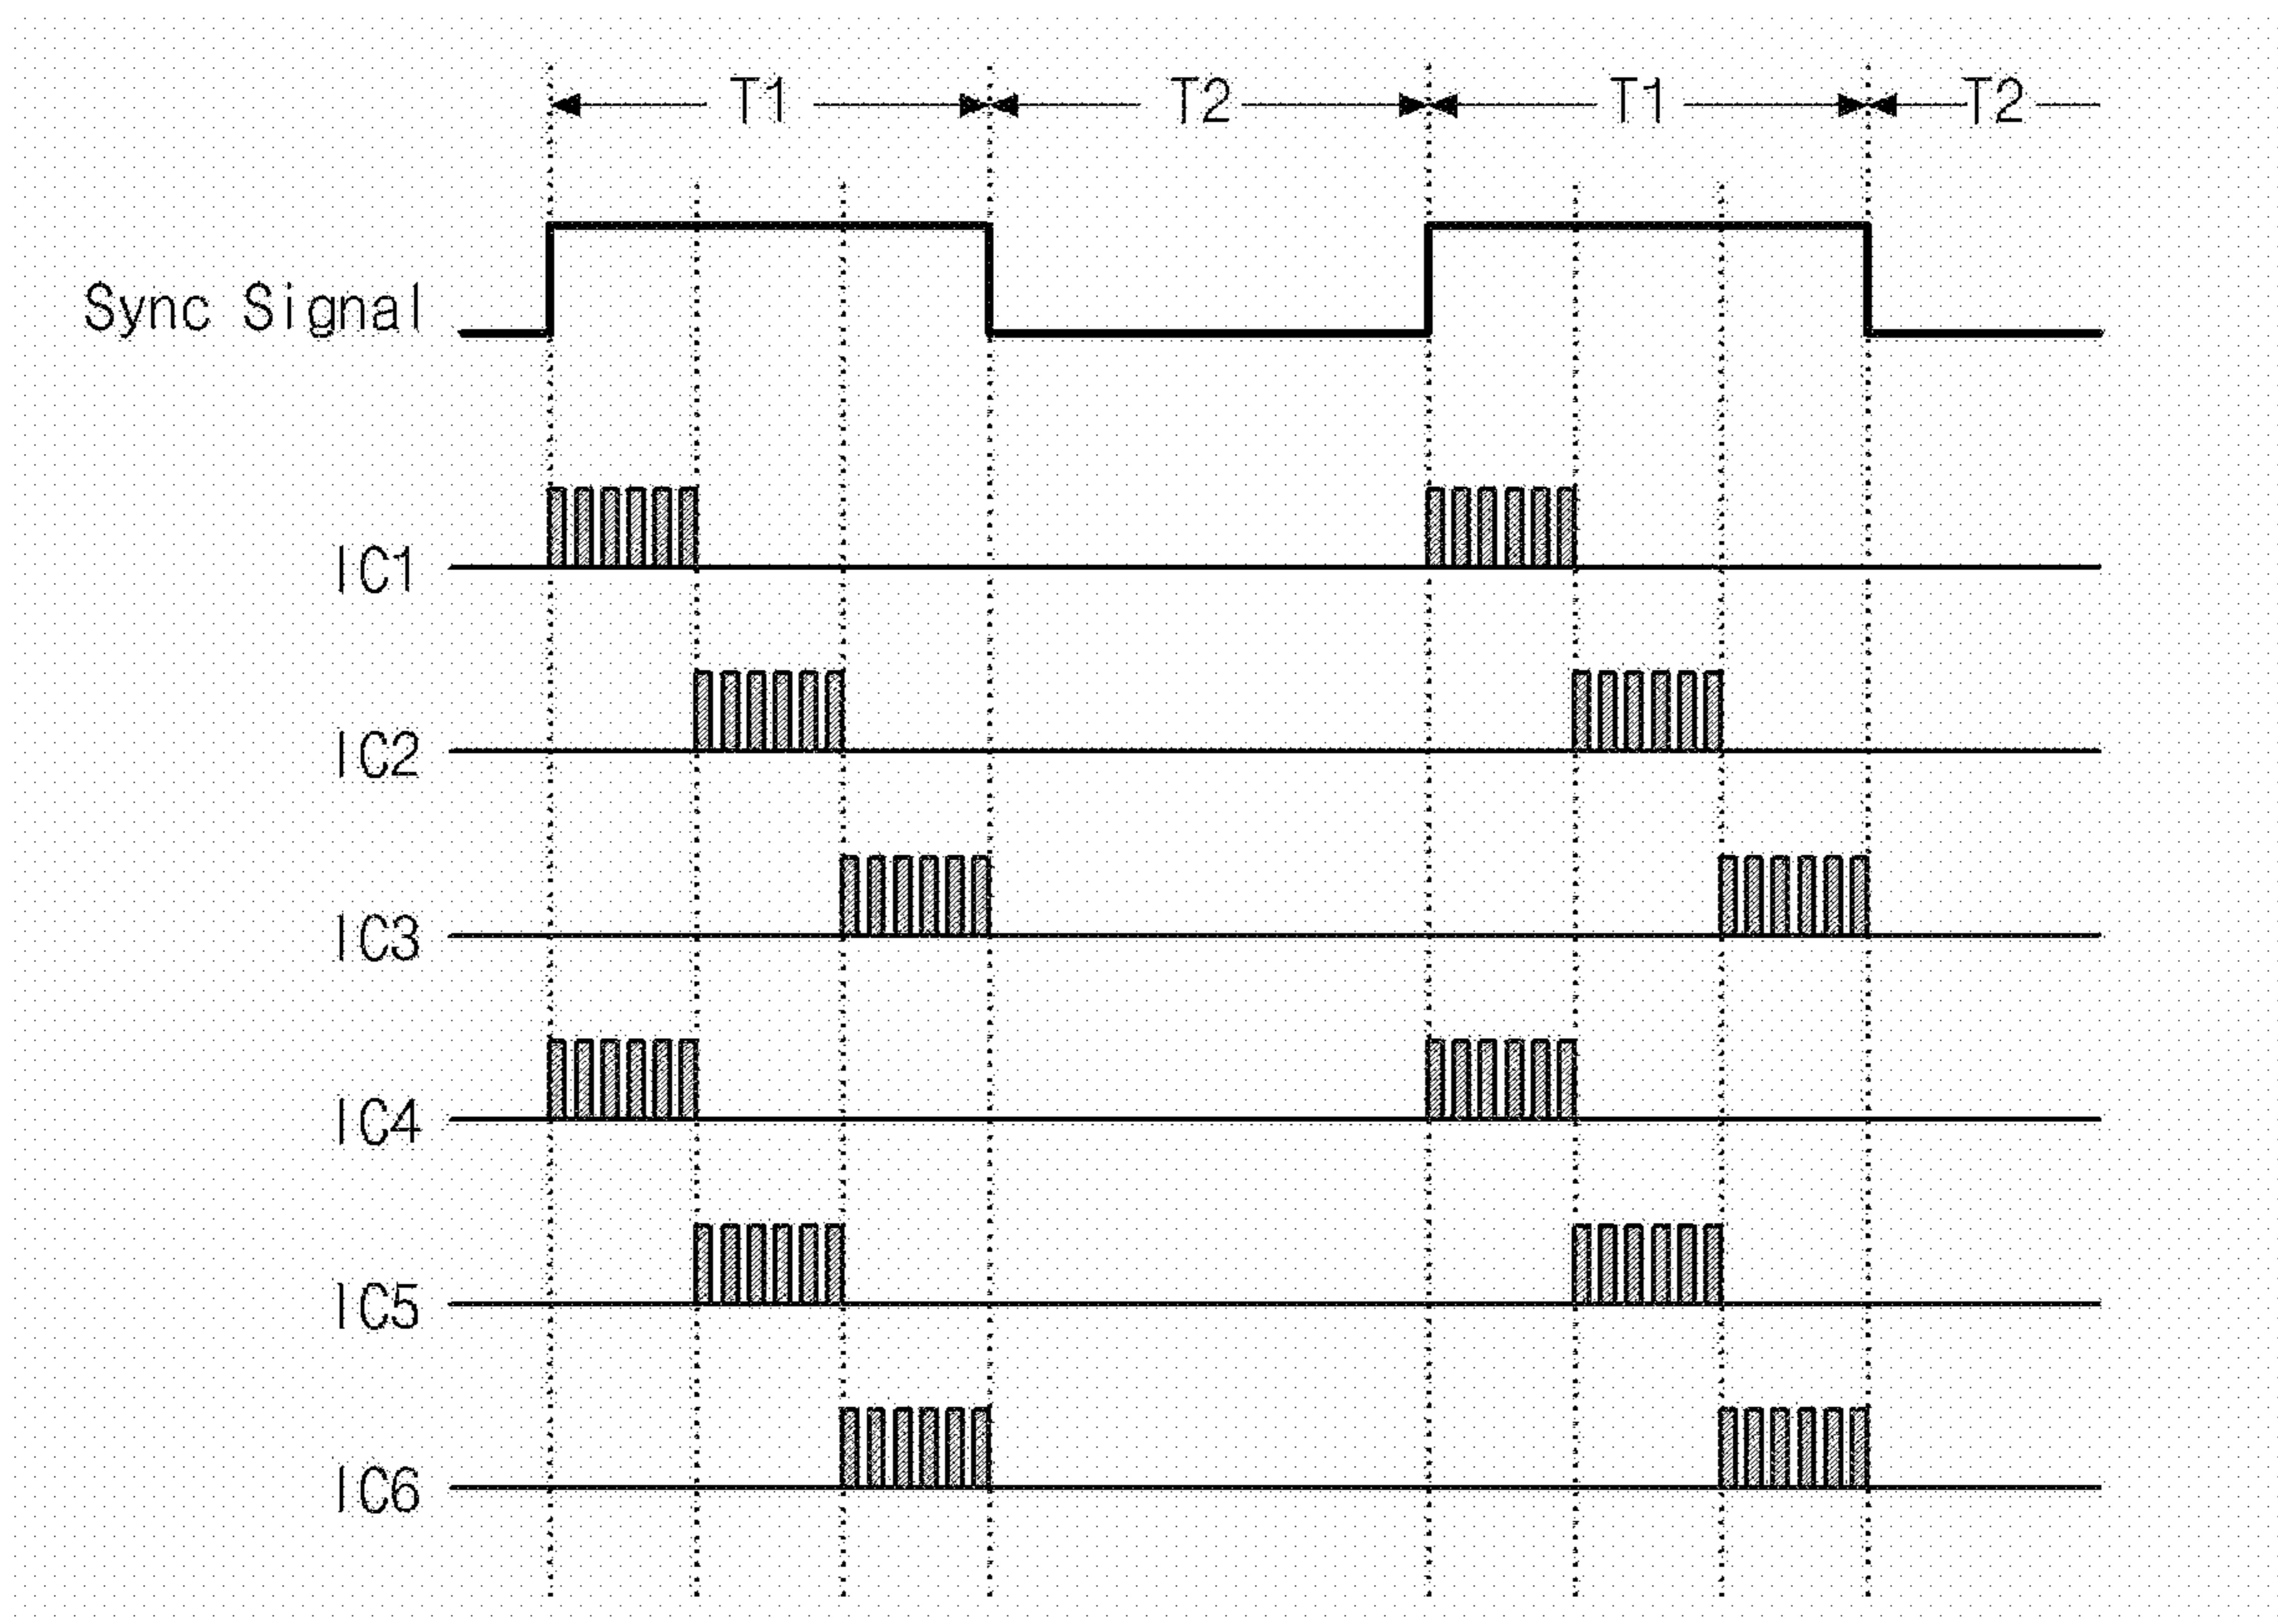 T1 T2 T1 T2
Sync Signal
IC1
IC2
IC3
IC4
IC5
IC6